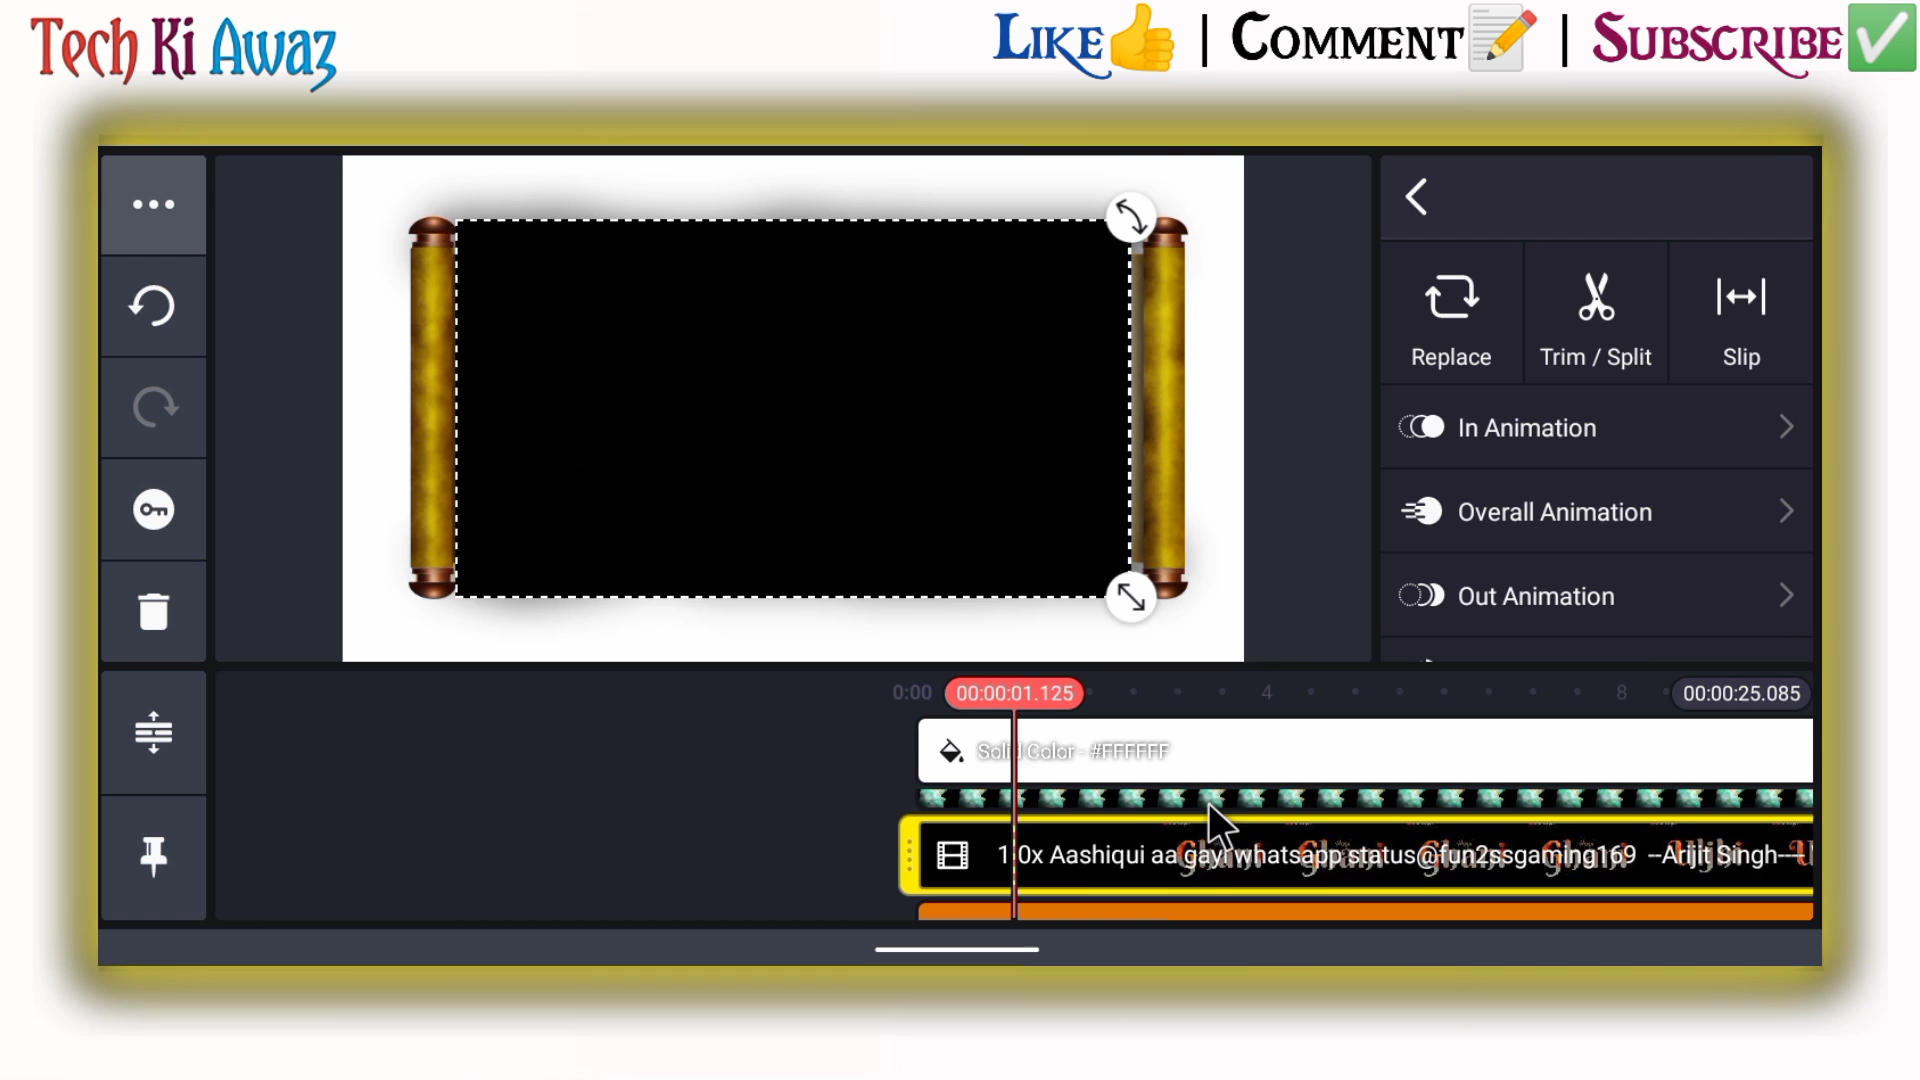 Tech Ki Awaz
Like👍 | Comment📝 | Subscribe✅
Replace
Trim / Split
Slip
In Animation
Overall Animation
Out Animation
0:00
00:00:01.125
4
8
00:00:25.085
Solid Color - #FFFFFF
1.0x Aashiqui aa gayi whatsapp status@fun2ssgaming169 --Arijit Singh---